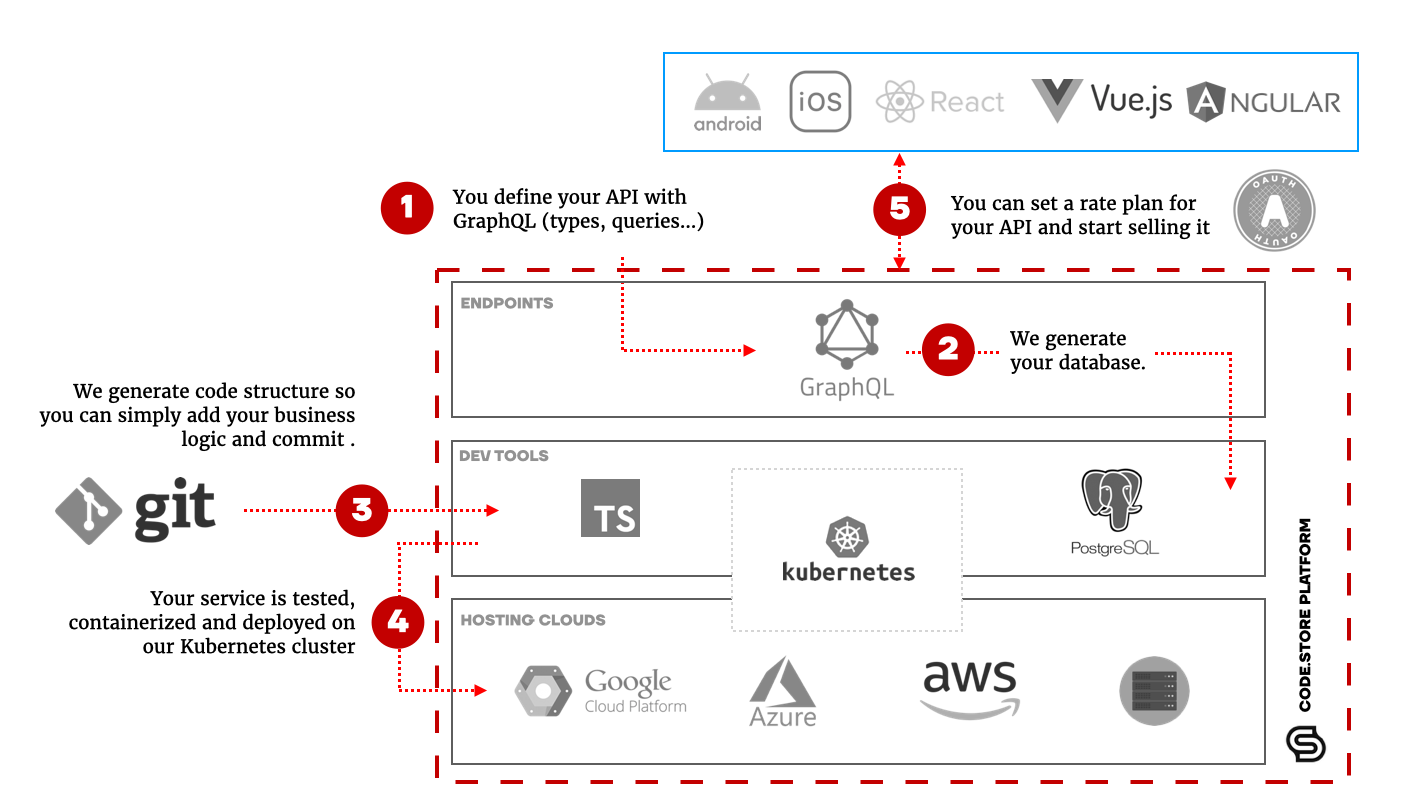 android
iOS
React
Vue.js
ANGULAR
1
You define your API with
GraphQL (types, queries...)
5
You can set a rate plan for
your API and start selling it
OAUTH
A
OAUTH
ENDPOINTS
GraphQL
2
We generate
your database.
We generate code structure so
you can simply add your business
logic and commit .
git
3
DEV TOOLS
TS
kubernetes
PostgreSQL
4
Your service is tested,
containerized and deployed on
our Kubernetes cluster
HOSTING CLOUDS
Google
Cloud Platform
Azure
aws
CODE.STORE PLATFORM